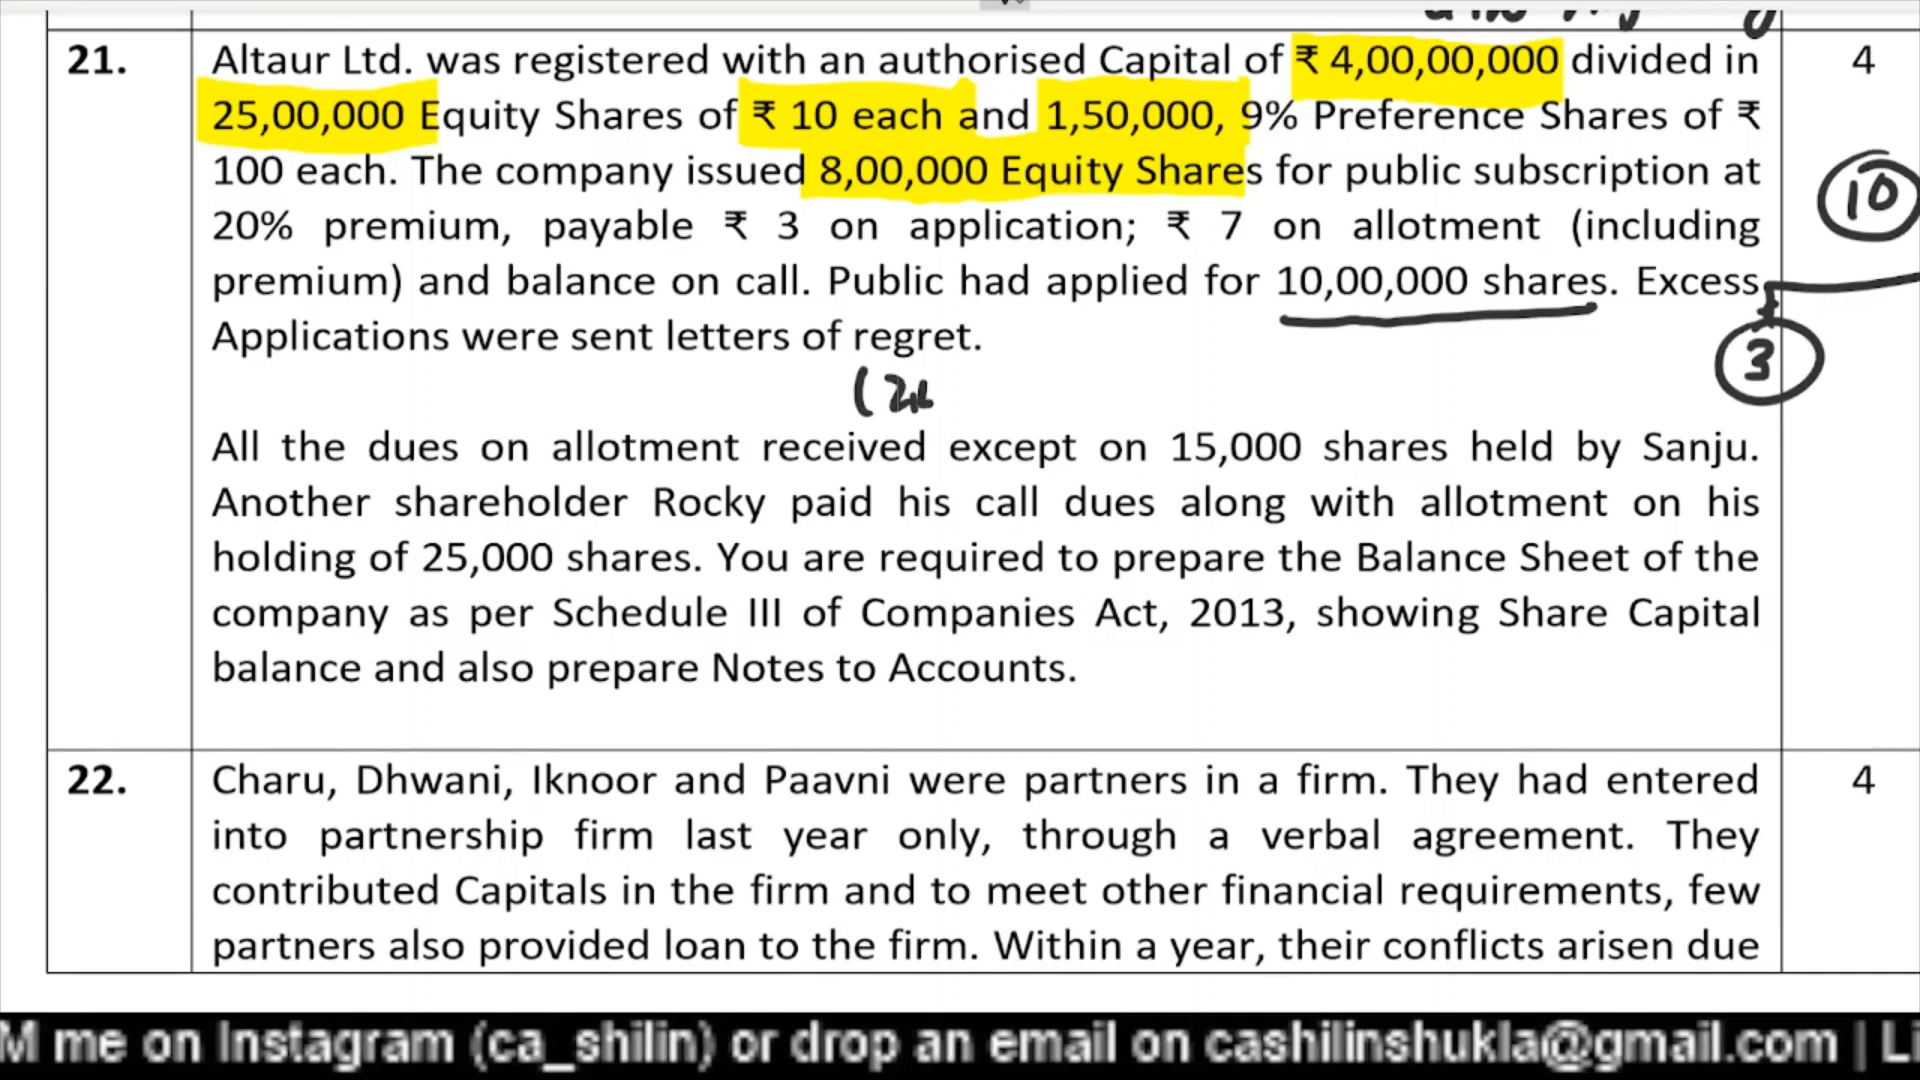 21. Altaur Ltd. was registered with an authorised Capital of ₹ 4,00,00,000 divided in 4
25,00,000 Equity Shares of ₹ 10 each and 1,50,000, 9% Preference Shares of ₹
100 each. The company issued 8,00,000 Equity Shares for public subscription at
10
20% premium, payable ₹ 3 on application; ₹ 7 on allotment (including
premium) and balance on call. Public had applied for 10,00,000 shares. Excess
Applications were sent letters of regret.
3
All the dues on allotment received except on 15,000 shares held by Sanju.
Another shareholder Rocky paid his call dues along with allotment on his
holding of 25,000 shares. You are required to prepare the Balance Sheet of the
company as per Schedule III of Companies Act, 2013, showing Share Capital
balance and also prepare Notes to Accounts.
22. Charu, Dhwani, Iknoor and Paavni were partners in a firm. They had entered 4
into partnership firm last year only, through a verbal agreement. They
contributed Capitals in the firm and to meet other financial requirements, few
partners also provided loan to the firm. Within a year, their conflicts arisen due
M me on Instagram (ca_shilin) or drop an email on cashilinshukla@gmail.com | Li